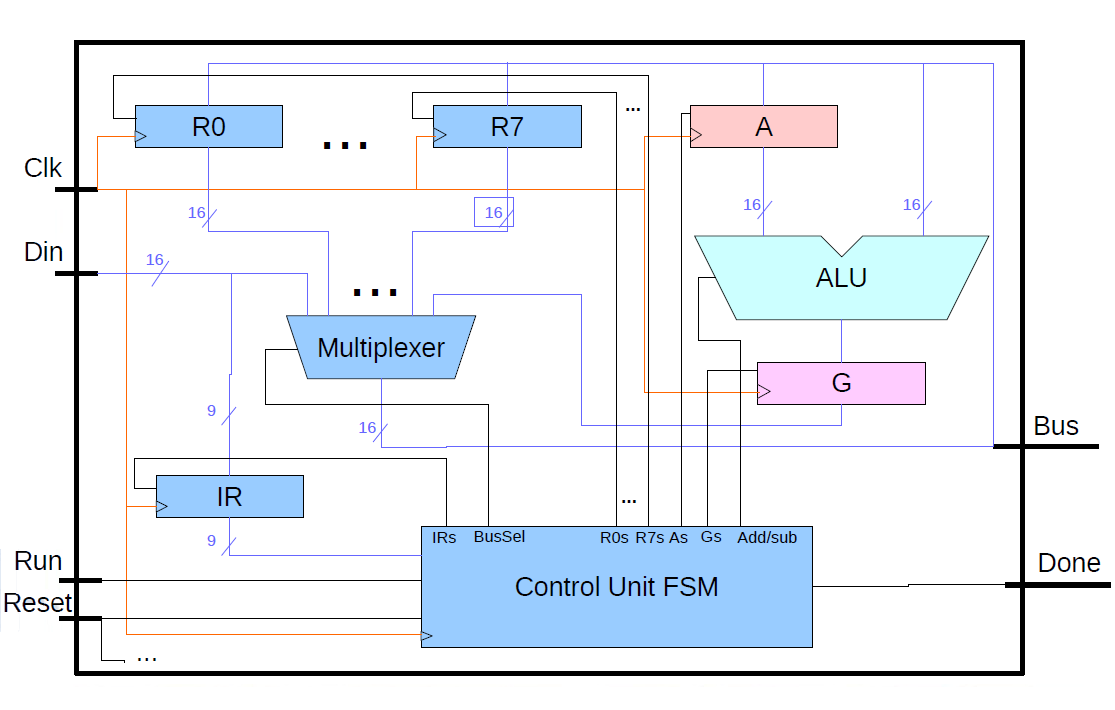 ...
R0
R7
A
...
Clk
16
16
16
16
Din
16
ALU
...
Multiplexer
G
9
16
Bus
IR
...
9
IRs BusSel R0s R7s As Gs Add/sub
Run
Done
Control Unit FSM
Reset
...